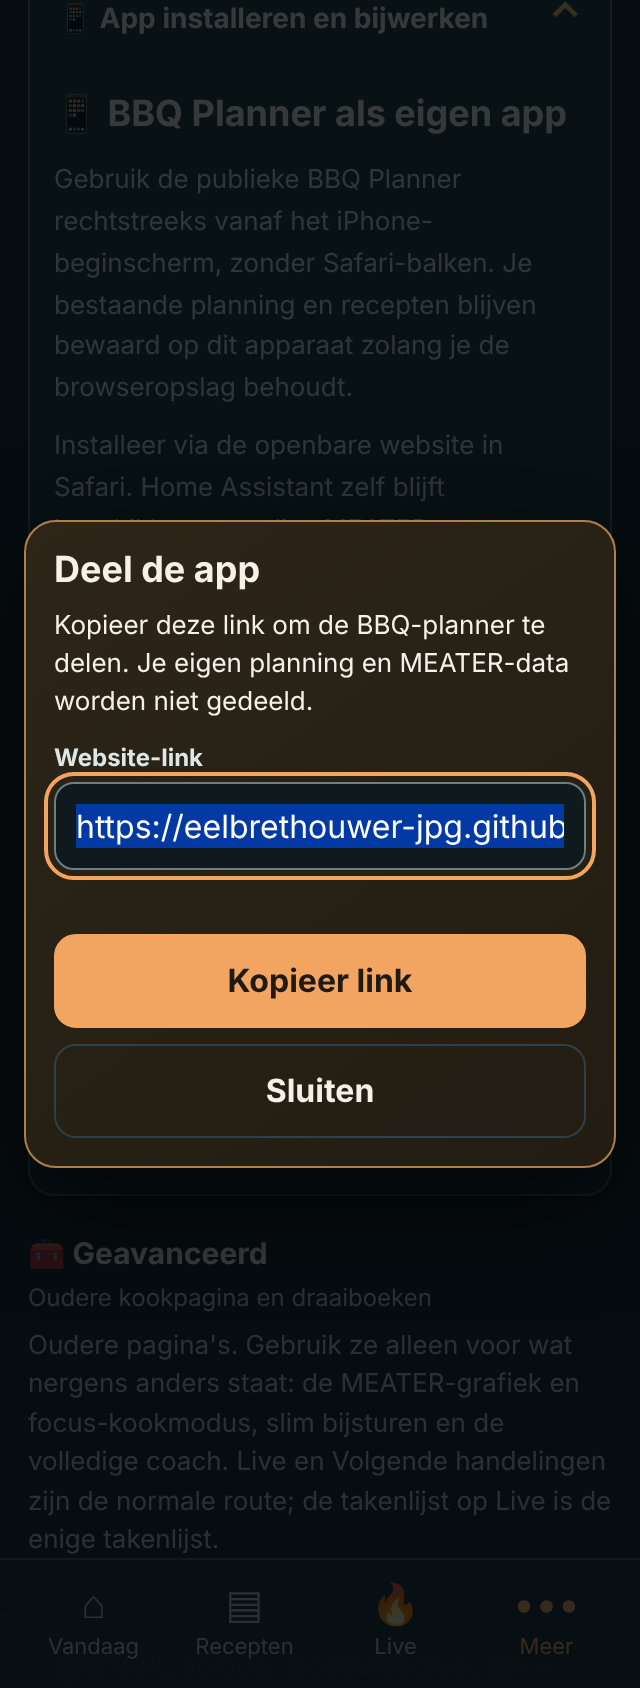 App installeren en bijwerken
BBQ Planner als eigen app
Gebruik de publieke BBQ Planner
rechtstreeks vanaf het iPhone-
beginscherm, zonder Safari-balken. Je
bestaande planning en recepten blijven
bewaard op dit apparaat zolang je de
browseropslag behoudt.
Installeer via de openbare website in
Safari. Home Assistant zelf blijft
Deel de app
Kopieer deze link om de BBQ-planner te
delen. Je eigen planning en MEATER-data
worden niet gedeeld.
Website-link
https://eelbrethouwer-jpg.github
Kopieer link
Sluiten
Geavanceerd
Oudere kookpagina en draaiboeken
Oudere pagina's. Gebruik ze alleen voor wat
nergens anders staat: de MEATER-grafiek en
focus-kookmodus, slim bijsturen en de
volledige coach. Live en Volgende handelingen
zijn de normale route; de takenlijst op Live is de
enige takenlijst.
Vandaag
Recepten
Live
Meer